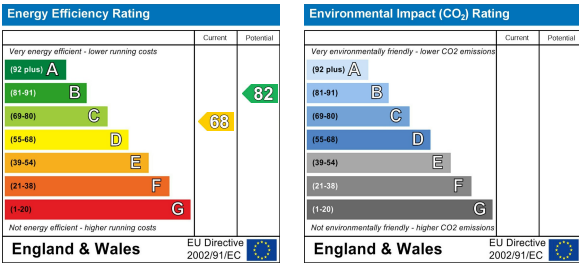 Energy Efficiency Rating
Current Potential
Very energy efficient - lower running costs
(92 plus) A
(81-91) B
82
(69-80) C
68
(55-68) D
(39-54) E
(21-38) F
(1-20) G
Not energy efficient - higher running costs
England & Wales
EU Directive
2002/91/EC
Environmental Impact (CO2) Rating
Current Potential
Very environmentally friendly - lower CO2 emissions
(92 plus) A
(81-91) B
(69-80) C
(55-68) D
(39-54) E
(21-38) F
(1-20) G
Not environmentally friendly - higher CO2 emissions
England & Wales
EU Directive
2002/91/EC